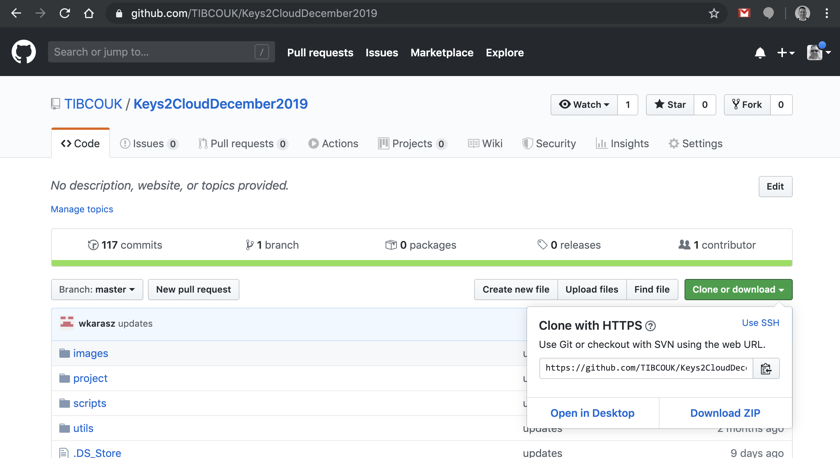 github.com/TIBCOUK/Keys2CloudDecember2019
Search or jump to...
/
Pull requests Issues Marketplace Explore
TIBCOUK / Keys2CloudDecember2019
Watch 1 Star 0 Fork 0
Code Issues 0 Pull requests 0 Actions Projects 0 Wiki Security Insights Settings
No description, website, or topics provided.
Edit
Manage topics
117 commits 1 branch 0 packages 0 releases 1 contributor
Branch: master New pull request Create new file Upload files Find file Clone or download
wkarasz updates
Clone with HTTPS
Use SSH
Use Git or checkout with SVN using the web URL.
https://github.com/TIBCOUK/Keys2CloudDec
Open in Desktop Download ZIP
images
project
scripts
utils updates 2 months ago
.DS_Store updates 9 days ago